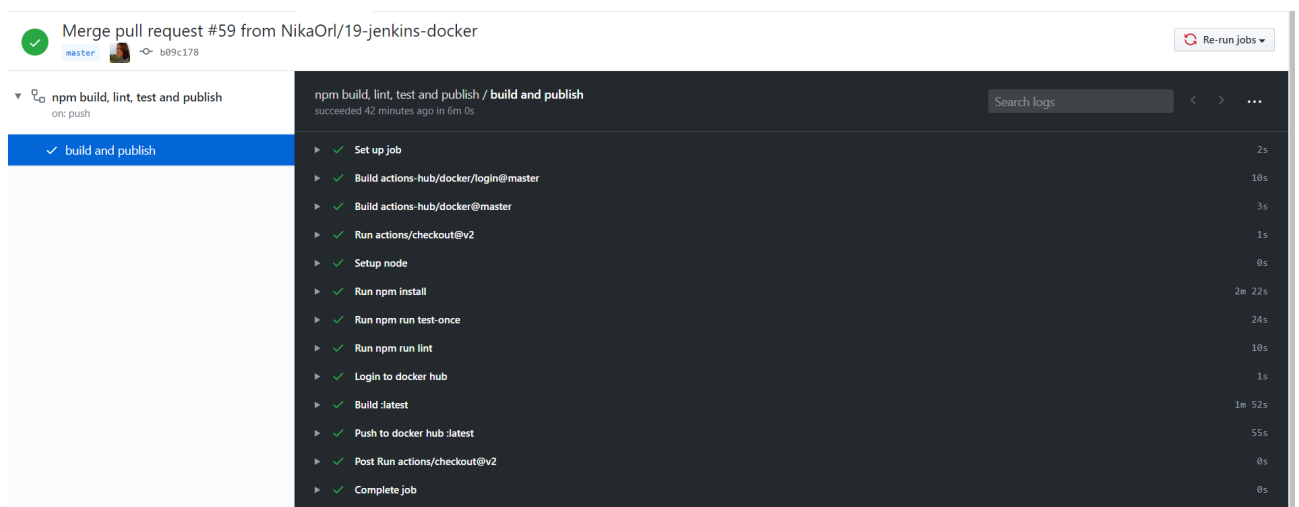 Merge pull request #59 from NikaOrl/19-jenkins-docker
master b09c178
Re-run jobs
npm build, lint, test and publish
on: push
build and publish
npm build, lint, test and publish / build and publish
succeeded 42 minutes ago in 6m 0s
Search logs
Set up job 2s
Build actions-hub/docker/login@master 10s
Build actions-hub/docker@master 3s
Run actions/checkout@v2 1s
Setup node 0s
Run npm install 2m 22s
Run npm run test-once 24s
Run npm run lint 10s
Login to docker hub 1s
Build :latest 1m 52s
Push to docker hub :latest 55s
Post Run actions/checkout@v2 0s
Complete job 0s